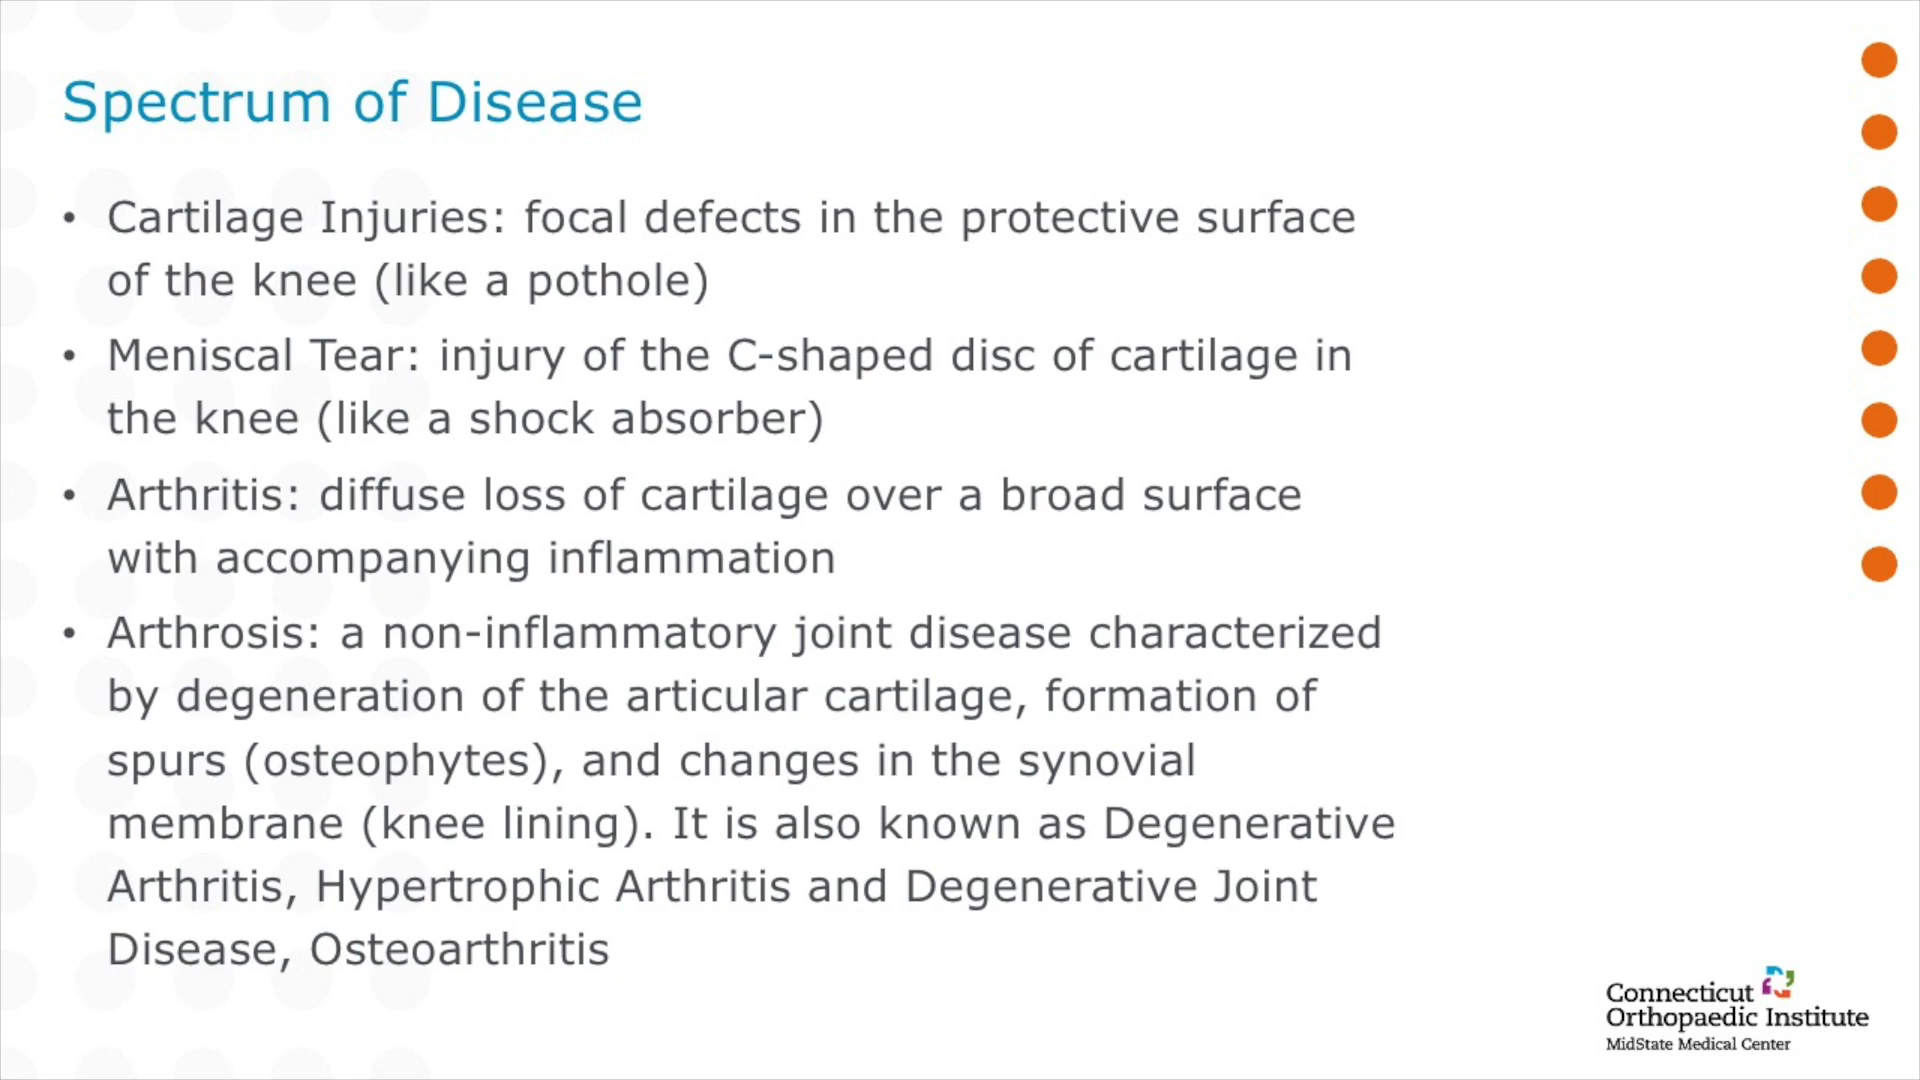 Spectrum of Disease
• Cartilage Injuries: focal defects in the protective surface
of the knee (like a pothole)
• Meniscal Tear: injury of the C-shaped disc of cartilage in
the knee (like a shock absorber)
• Arthritis: diffuse loss of cartilage over a broad surface
with accompanying inflammation
• Arthrosis: a non-inflammatory joint disease characterized
by degeneration of the articular cartilage, formation of
spurs (osteophytes), and changes in the synovial
membrane (knee lining). It is also known as Degenerative
Arthritis, Hypertrophic Arthritis and Degenerative Joint
Disease, Osteoarthritis
Connecticut
Orthopaedic Institute
MidState Medical Center